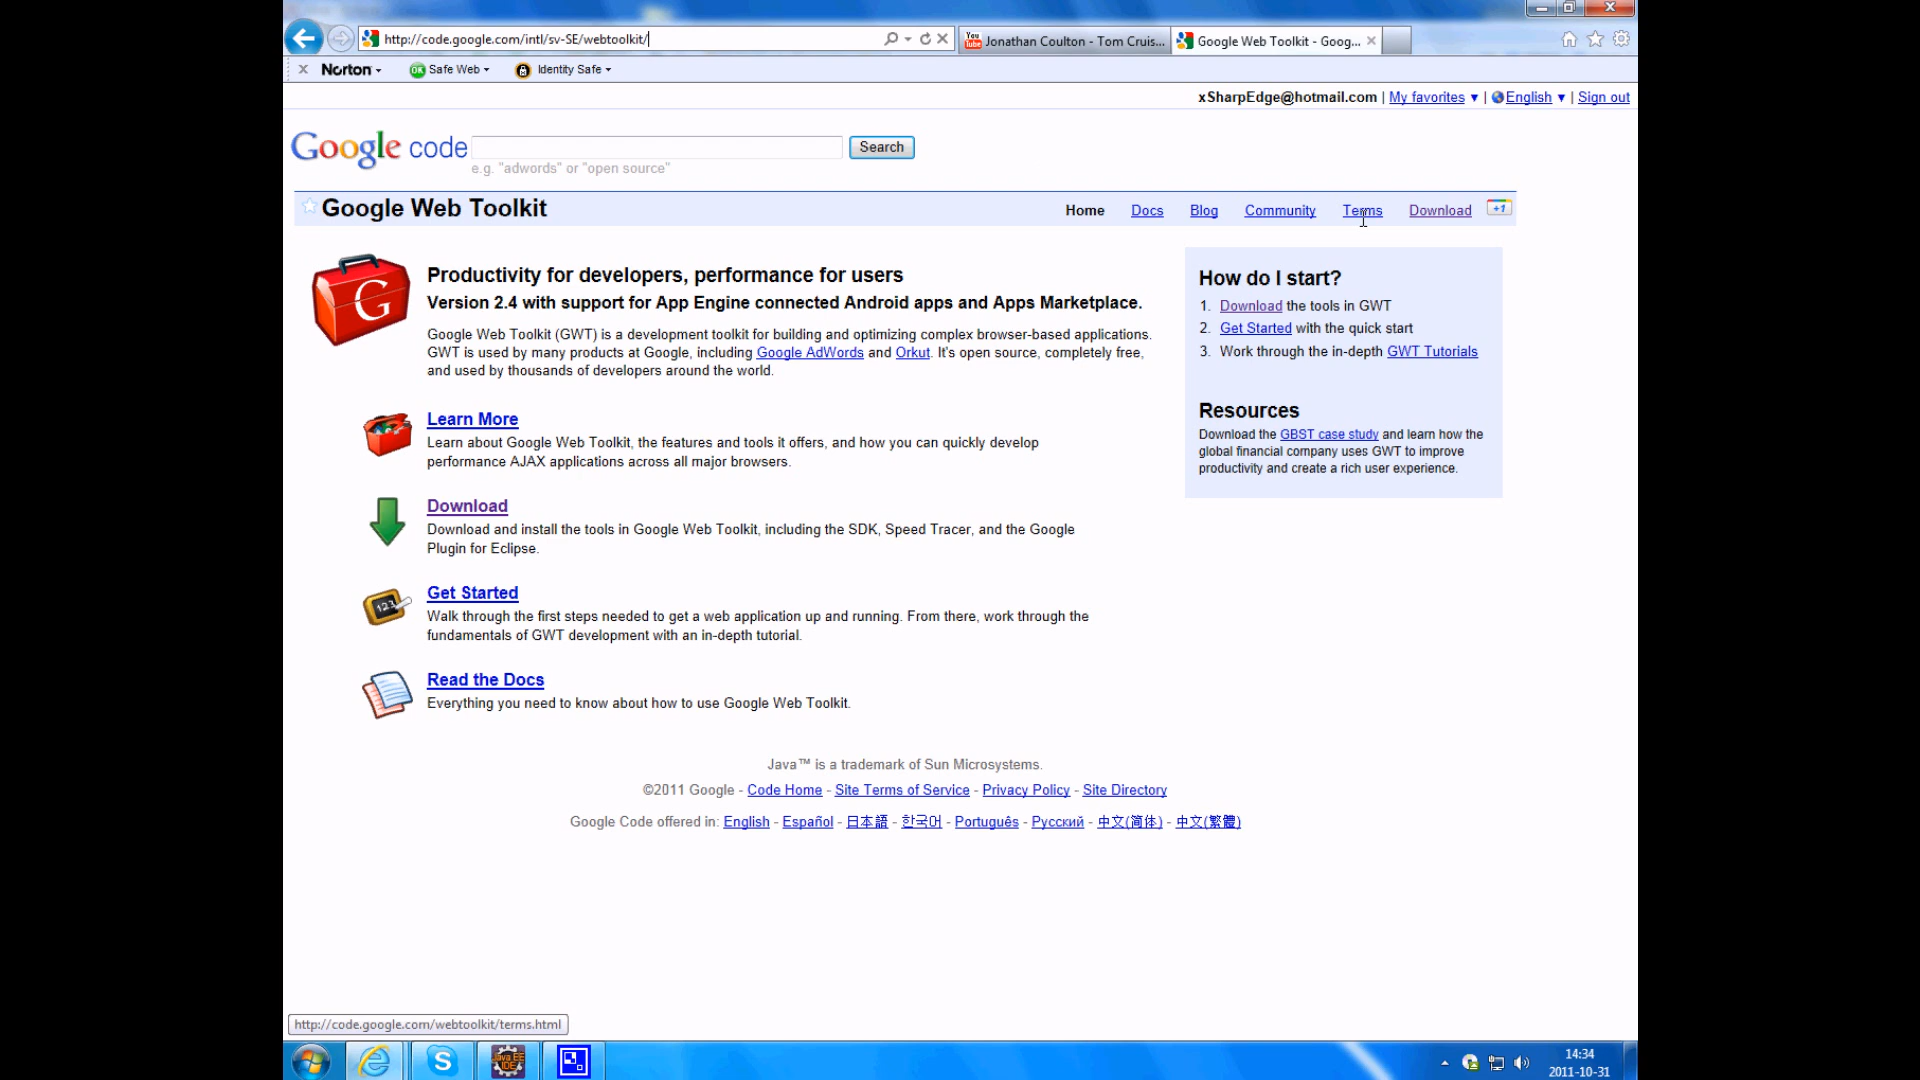 http://code.google.com/intl/sv-SE/webtoolkit/
Jonathan Coulton - Tom Cruis...
Google Web Toolkit - Goog...
Norton
OK Safe Web
Identity Safe
xSharpEdge@hotmail.com | My favorites ▼ | English ▼ | Sign out
Google code
Search
e.g. "adwords" or "open source"
Google Web Toolkit
Home Docs Blog Community Terms Download +1
G
Productivity for developers, performance for users
Version 2.4 with support for App Engine connected Android apps and Apps Marketplace.
Google Web Toolkit (GWT) is a development toolkit for building and optimizing complex browser-based applications.
GWT is used by many products at Google, including Google AdWords and Orkut. It's open source, completely free,
and used by thousands of developers around the world.
Learn More
Learn about Google Web Toolkit, the features and tools it offers, and how you can quickly develop
performance AJAX applications across all major browsers.
Download
Download and install the tools in Google Web Toolkit, including the SDK, Speed Tracer, and the Google
Plugin for Eclipse.
Get Started
123
Walk through the first steps needed to get a web application up and running. From there, work through the
fundamentals of GWT development with an in-depth tutorial.
Read the Docs
Everything you need to know about how to use Google Web Toolkit.
How do I start?
1. Download the tools in GWT
2. Get Started with the quick start
3. Work through the in-depth GWT Tutorials
Resources
Download the GBST case study and learn how the
global financial company uses GWT to improve
productivity and create a rich user experience.
Java™ is a trademark of Sun Microsystems.
©2011 Google - Code Home - Site Terms of Service - Privacy Policy - Site Directory
Google Code offered in: English - Español - 日本語 - 한국어 - Português - Русский - 中文(简体) - 中文(繁體)
http://code.google.com/webtoolkit/terms.html
Java EE
IDE
14:34
2011-10-31